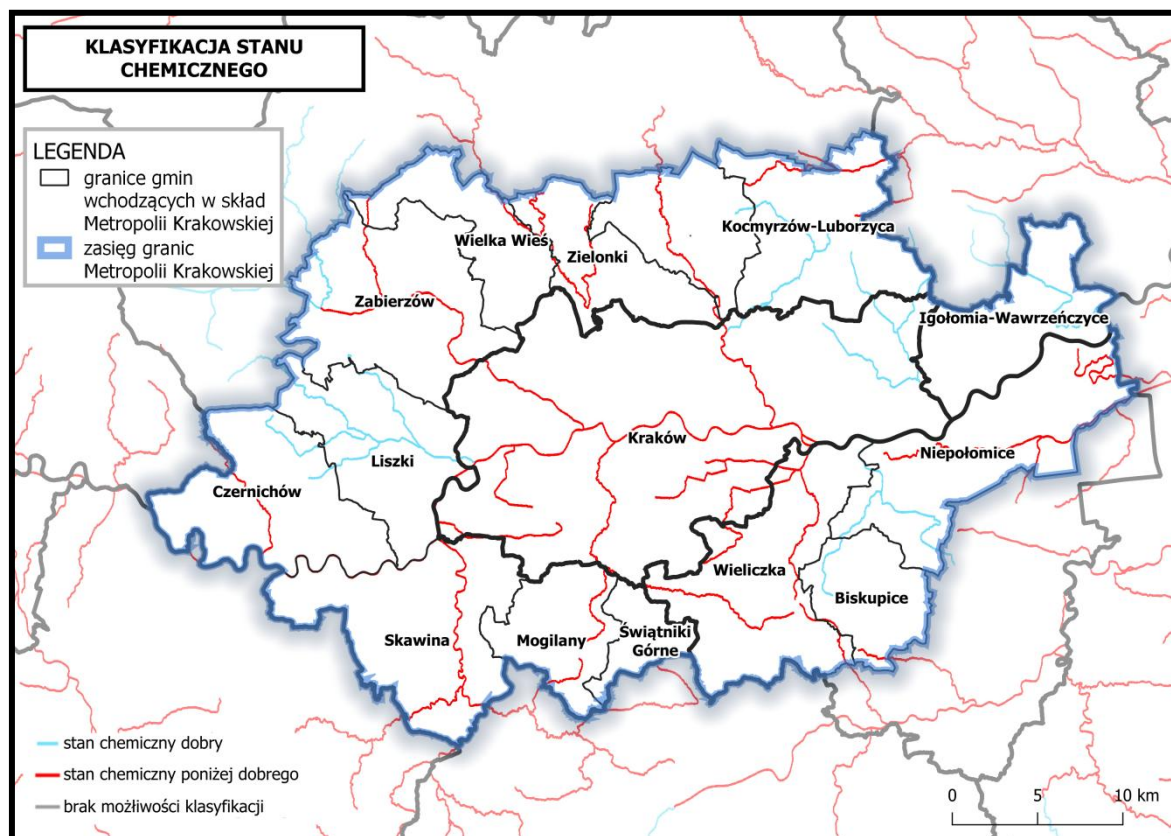 KLASYFIKACJA STANU
CHEMICZNEGO
LEGENDA
granice gmin
wchodzących w skład
Metropolii Krakowskiej
zasięg granic
Metropolii Krakowskiej
Kocmyrzów-Luborzyca
Wielka Wieś
Zielonki
Zabierzów
Igołomia-Wawrzeńczyce
Kraków
Niepołomice
Liszki
Czernichów
Wieliczka
Biskupice
Skawina
Mogilany
Świątniki
Górne
stan chemiczny dobry
stan chemiczny poniżej dobrego
brak możliwości klasyfikacji
0 5 10 km